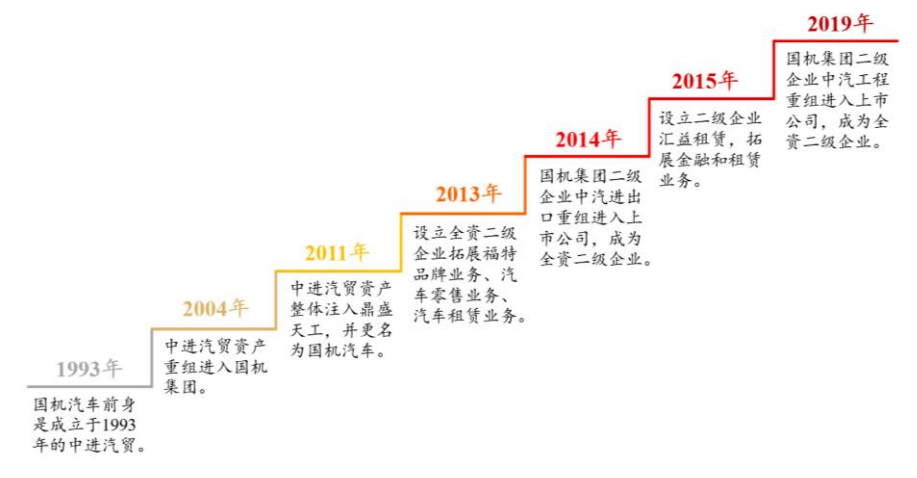 1993年
国机汽车前身
是成立于1993
年的中进汽贸。
2004年
中进汽贸资产
重组进入国机
集团。
2011年
中进汽贸资产
整体注入鼎盛
天工，并更名
为国机汽车。
2013年
设立全资二级
企业拓展福特
品牌业务、汽
车零售业务、
汽车租赁业务。
2014年
国机集团二级
企业中汽进出
口重组进入上
市公司，成为
全资二级企业。
2015年
设立二级企业
汇益租赁，拓
展金融和租赁
业务。
2019年
国机集团二级
企业中汽工程
重组进入上市
公司，成为全
资二级企业。